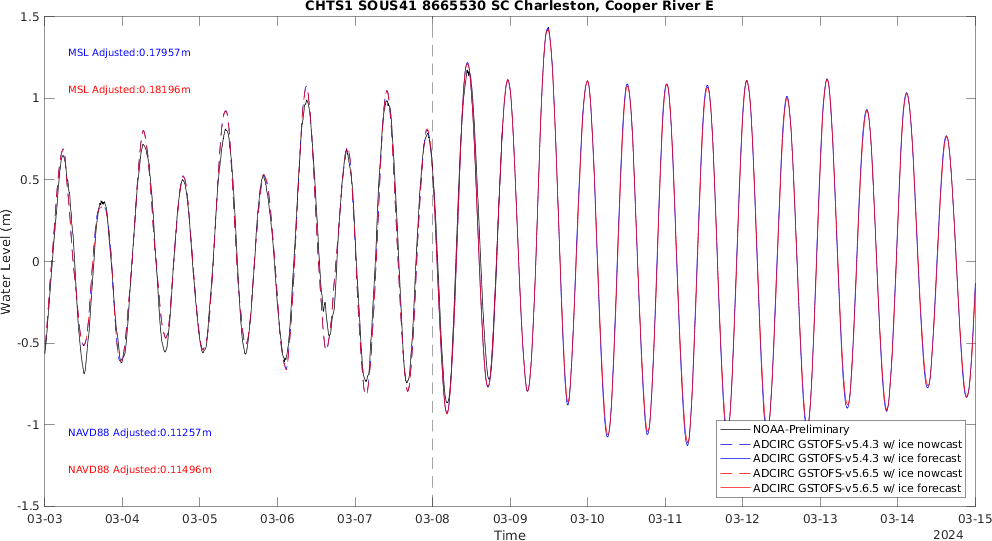 CHTS1 SOUS41 8665530 SC Charleston, Cooper River E
1.5
MSL Adjusted:0.17957m
MSL Adjusted:0.18196m
1
0.5
0
-0.5
-1
-1.5
Water Level (m)
NAVD88 Adjusted:0.11257m
NAVD88 Adjusted:0.11496m
NOAA-Preliminary
ADCIRC GSTOFS-v5.4.3 w/ ice nowcast
ADCIRC GSTOFS-v5.4.3 w/ ice forecast
ADCIRC GSTOFS-v5.6.5 w/ ice nowcast
ADCIRC GSTOFS-v5.6.5 w/ ice forecast
03-03 03-04 03-05 03-06 03-07 03-08 03-09 03-10 03-11 03-12 03-13 03-14 03-15
Time
2024